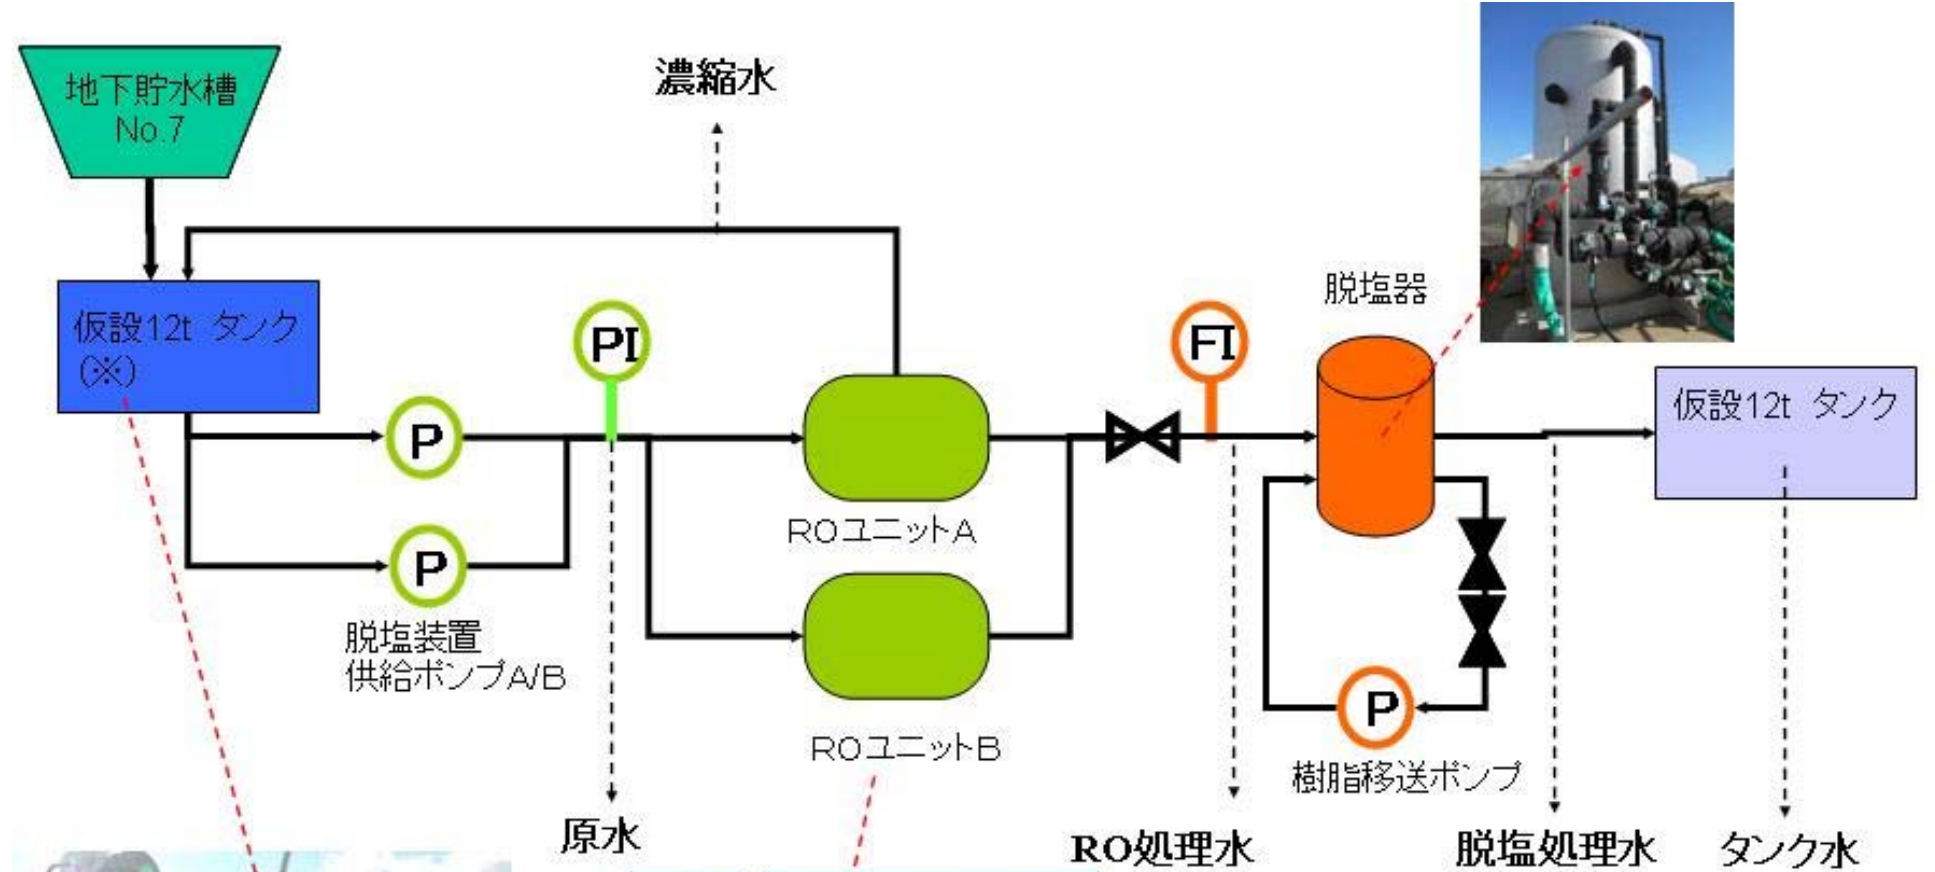 地下貯水槽
No.7
濃縮水
脱塩器
仮設12t タンク
(※)
PI
FI
仮設12t タンク
P
P
ROユニットA
脱塩装置
供給ポンプA/B
P
ROユニットB
樹脂移送ポンプ
原水
RO処理水
脱塩処理水
タンク水